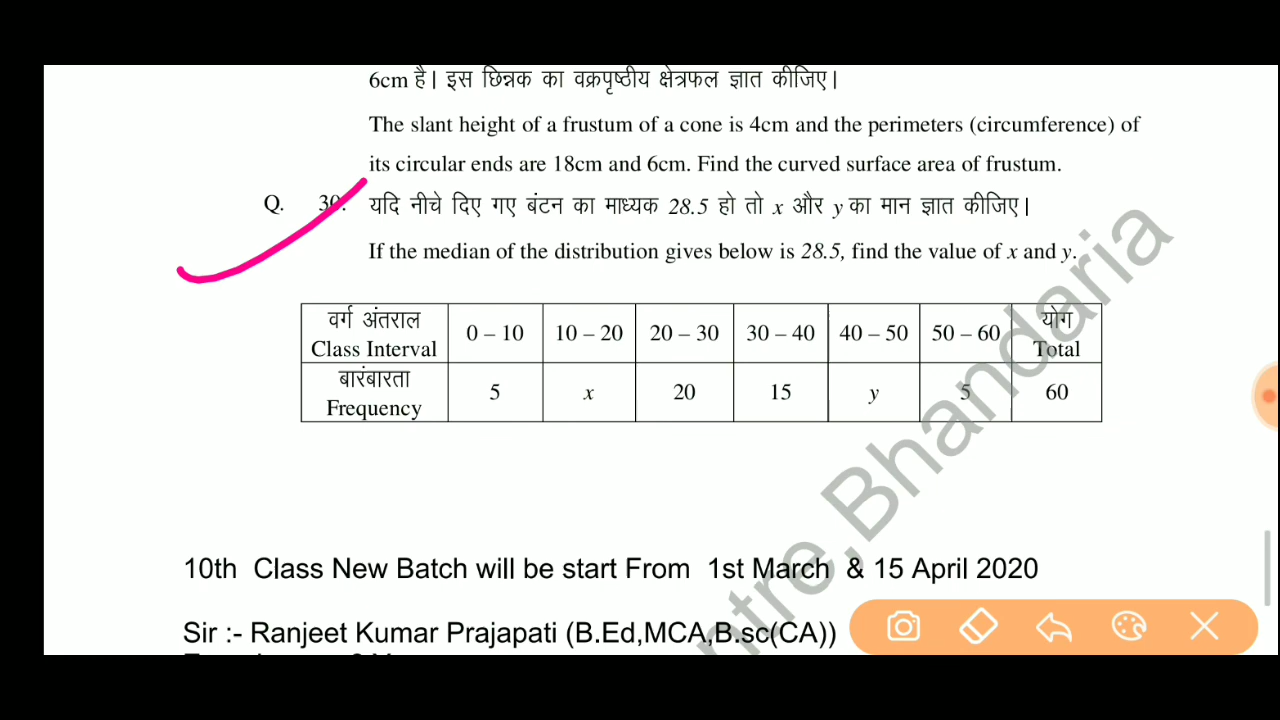 6cm है। इस छिन्नक का वक्रपृष्ठीय क्षेत्रफल ज्ञात कीजिए।
The slant height of a frustum of a cone is 4cm and the perimeters (circumference) of
its circular ends are 18cm and 6cm. Find the curved surface area of frustum.
Q. 30. यदि नीचे दिए गए बंटन का माध्यक 28.5 हो तो x और y का मान ज्ञात कीजिए।
If the median of the distribution gives below is 28.5, find the value of x and y.
वर्ग अंतराल
Class Interval 0 – 10 10 – 20 20 – 30 30 – 40 40 – 50 50 – 60 योग
Total
बारंबारता
Frequency 5 x 20 15 y 5 60
10th Class New Batch will be start From 1st March & 15 April 2020
Sir :- Ranjeet Kumar Prajapati (B.Ed,MCA,B.sc(CA))
ntre,Bhandaria